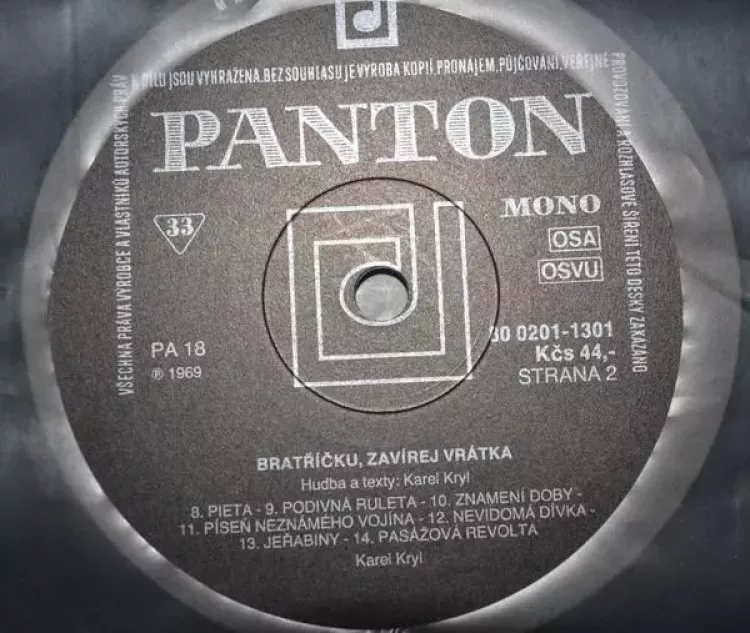 VŠECHNA PRÁVA VÝROBCE A VLASTNÍKŮ AUTORSKÝCH PRÁV K DÍLU JSOU VYHRAŽENA. BEZ SOUHLASU JE VÝROBA KOPIÍ, PRONÁJEM, PŮJČOVÁNÍ, VEŘEJNÉ PROVOZOVÁNÍ A ROZHLASOVÉ ŠÍŘENÍ TÉTO DESKY ZAKÁZÁNO
PANTON
33
MONO
OSA
OSVU
PA 18
℗ 1969
80 0201-1301
Kčs 44,-
STRANA 2
BRATŘÍČKU, ZAVÍREJ VRÁTKA
Hudba a texty: Karel Kryl
8. PIETA - 9. PODIVNÁ RULETA - 10. ZNAMENÍ DOBY -
11. PÍSEŇ NEZNÁMÉHO VOJÍNA - 12. NEVIDOMÁ DÍVKA -
13. JEŘABINY - 14. PASÁŽOVÁ REVOLTA
Karel Kryl